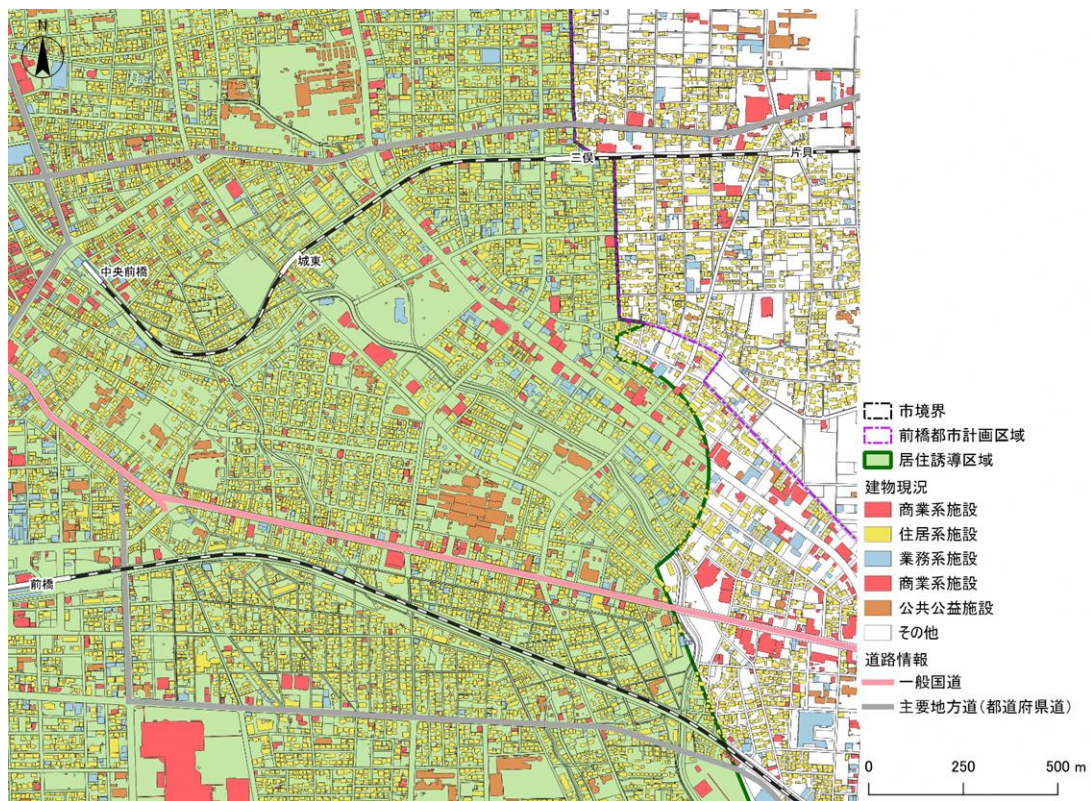 N
三俣
片貝
城東
中央前橋
前橋
市境界
前橋都市計画区域
居住誘導区域
建物現況
商業系施設
住居系施設
業務系施設
商業系施設
公共公益施設
その他
道路情報
一般国道
主要地方道(都道府県道)
0 250 500 m